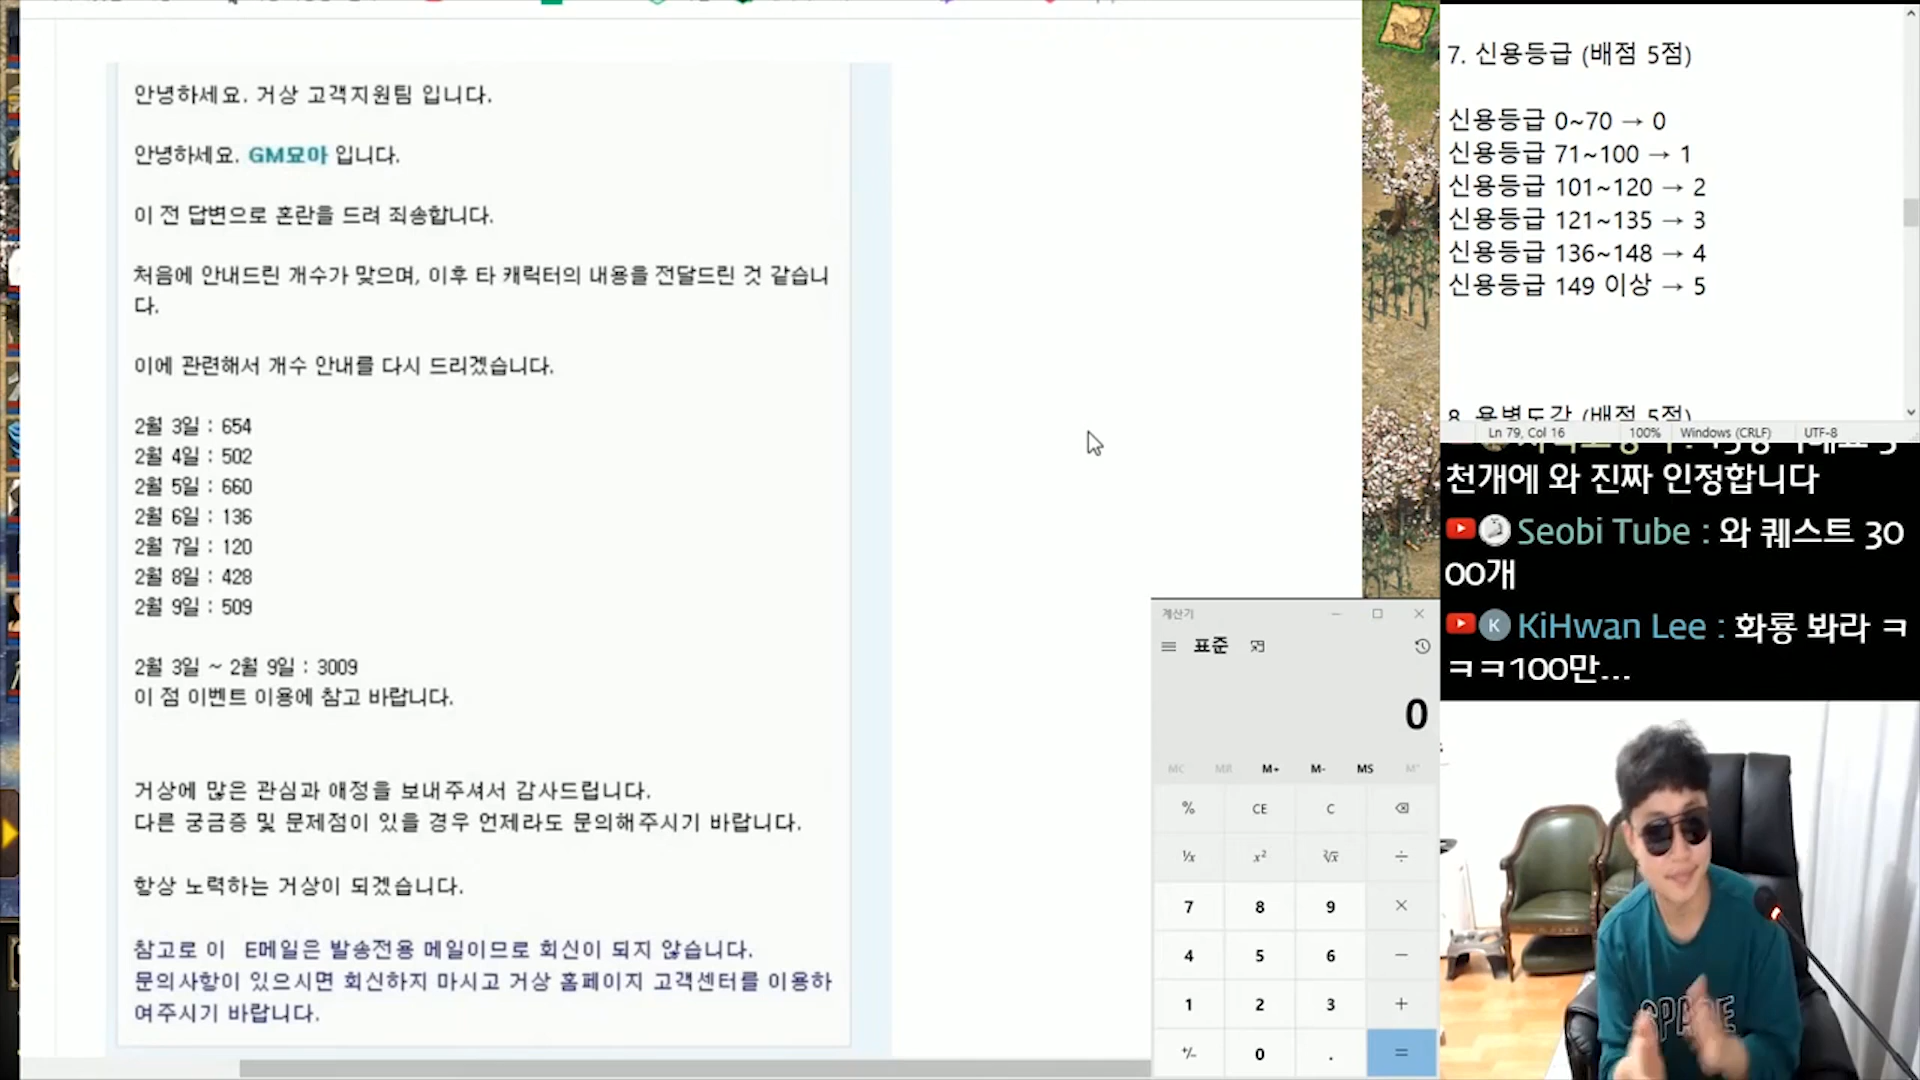 안녕하세요. 거상 고객지원팀 입니다.
안녕하세요. GM묘아 입니다.
이 전 답변으로 혼란을 드려 죄송합니다.
처음에 안내드린 개수가 맞으며, 이후 타 캐릭터의 내용을 전달드린 것 같습니
다.
이에 관련해서 개수 안내를 다시 드리겠습니다.
2월 3일 : 654
2월 4일 : 502
2월 5일 : 660
2월 6일 : 136
2월 7일 : 120
2월 8일 : 428
2월 9일 : 509
2월 3일 ~ 2월 9일 : 3009
이 점 이벤트 이용에 참고 바랍니다.
거상에 많은 관심과 애정을 보내주셔서 감사드립니다.
다른 궁금증 및 문제점이 있을 경우 언제라도 문의해주시기 바랍니다.
항상 노력하는 거상이 되겠습니다.
참고로 이 E메일은 발송전용 메일이므로 회신이 되지 않습니다.
문의사항이 있으시면 회신하지 마시고 거상 홈페이지 고객센터를 이용하
여주시기 바랍니다.
7. 신용등급 (배점 5점)
신용등급 0~70 → 0
신용등급 71~100 → 1
신용등급 101~120 → 2
신용등급 121~135 → 3
신용등급 136~148 → 4
신용등급 149 이상 → 5
8. 용병도감 (배점 5점)
Ln 79, Col 16 100% Windows (CRLF) UTF-8
천개에 와 진짜 인정합니다
Seobi Tube : 와 퀘스트 30
00개
K KiHwan Lee : 화룡 봐라 ㅋ
ㅋㅋ100만...
계산기
표준
0
MC MR M+ M- MS M˅
% CE C
¹/x x² ²√x ÷
7 8 9 ×
4 5 6 −
1 2 3 +
+/- 0 . =
SPACE